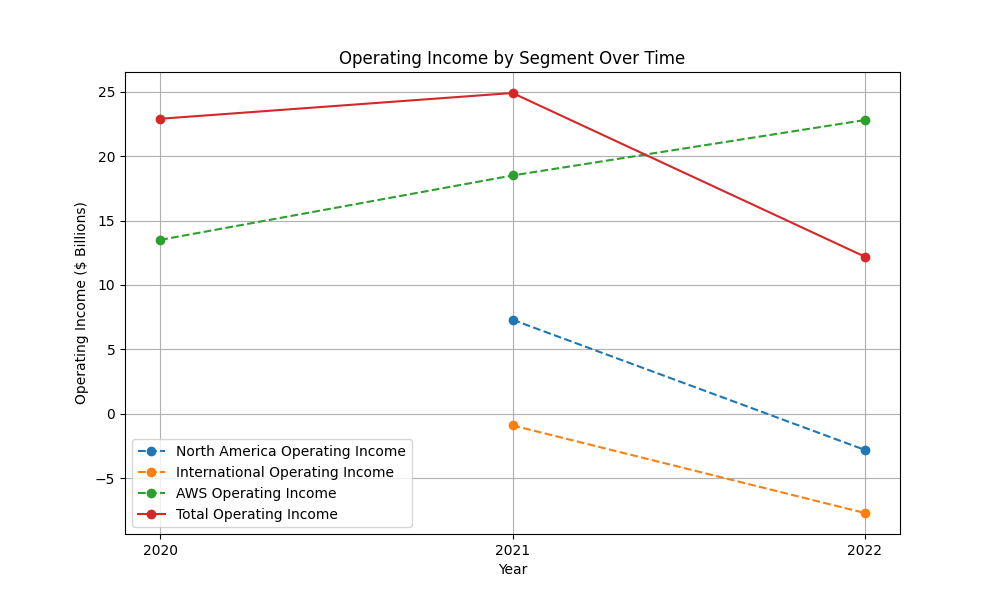 Operating Income by Segment Over Time
Operating Income ($ Billions)
25
20
15
10
5
0
−5
North America Operating Income
International Operating Income
AWS Operating Income
Total Operating Income
2020 2021 2022
Year